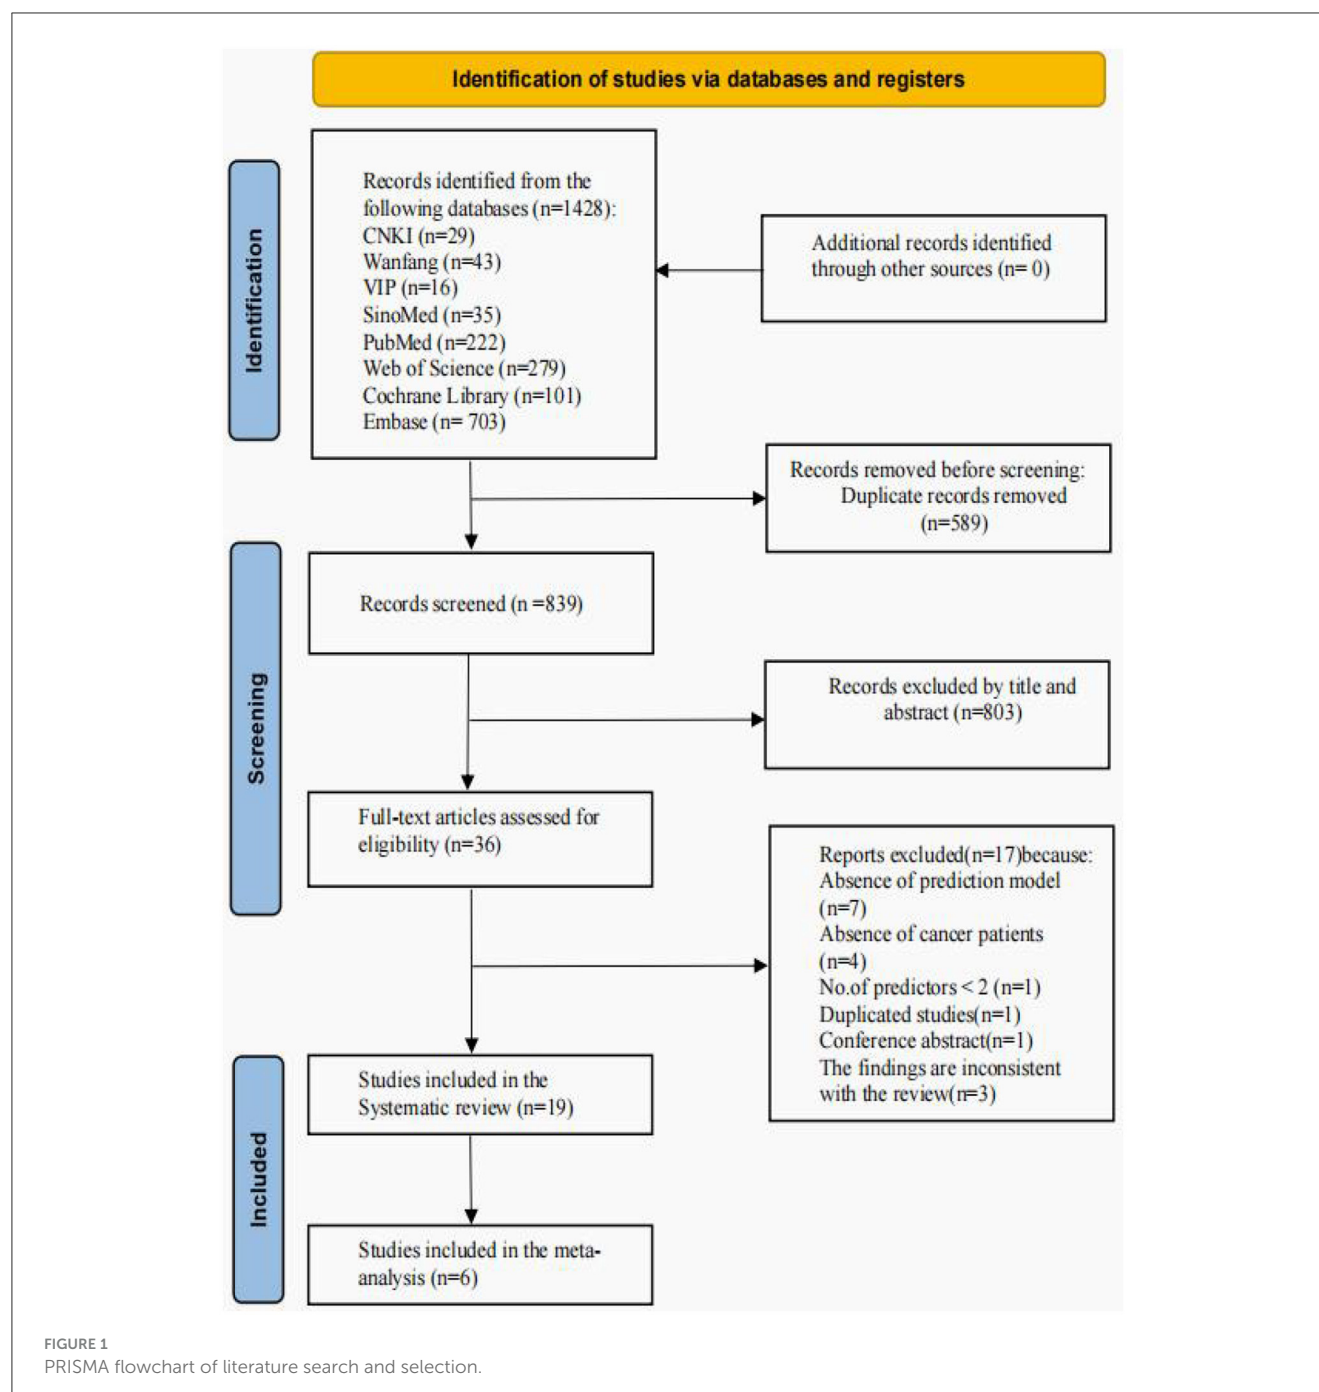 Identification of studies via databases and registers
Identification
Records identified from the
following databases (n=1428):
CNKI (n=29)
Wanfang (n=43)
VIP (n=16)
SinoMed (n=35)
PubMed (n=222)
Web of Science (n=279)
Cochrane Library (n=101)
Embase (n= 703)
Additional records identified
through other sources (n= 0)
Records removed before screening:
Duplicate records removed
(n=589)
Screening
Records screened (n =839)
Records excluded by title and
abstract (n=803)
Full-text articles assessed for
eligibility (n=36)
Reports excluded(n=17)because:
Absence of prediction model
(n=7)
Absence of cancer patients
(n=4)
No.of predictors < 2 (n=1)
Duplicated studies(n=1)
Conference abstract(n=1)
The findings are inconsistent
with the review(n=3)
Included
Studies included in the
Systematic review (n=19)
Studies included in the meta-
analysis (n=6)
FIGURE 1
PRISMA flowchart of literature search and selection.